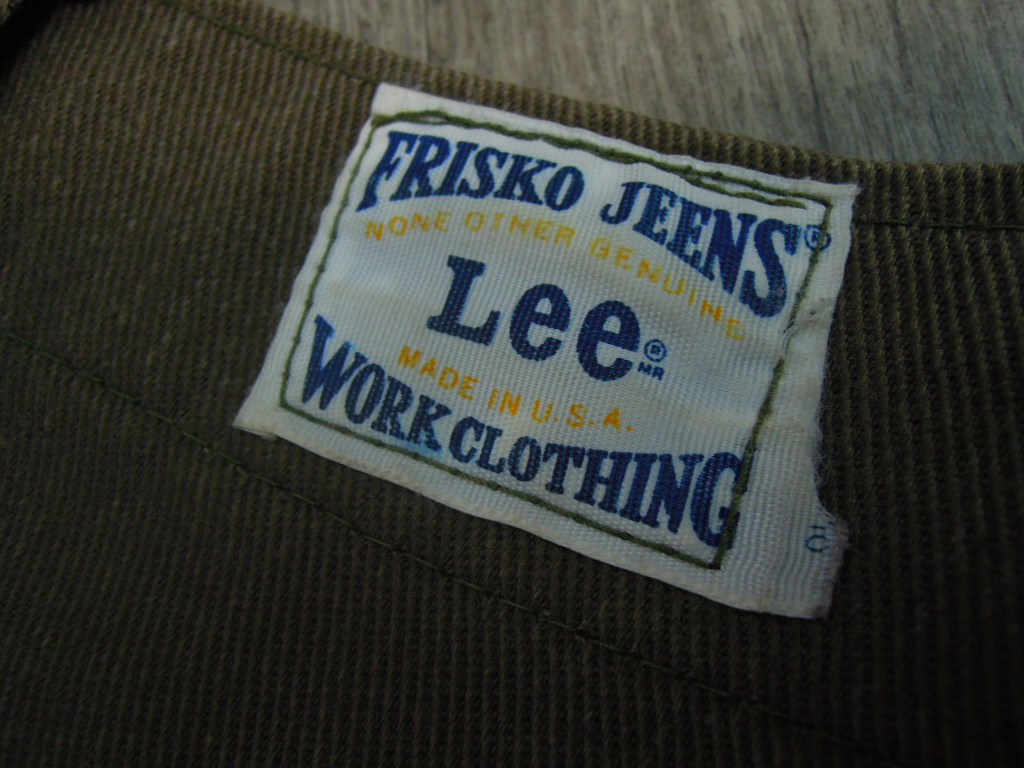 FRISKO JEENS®
NONE OTHER GENUINE
Lee®
MR
MADE IN U.S.A.
WORK CLOTHING